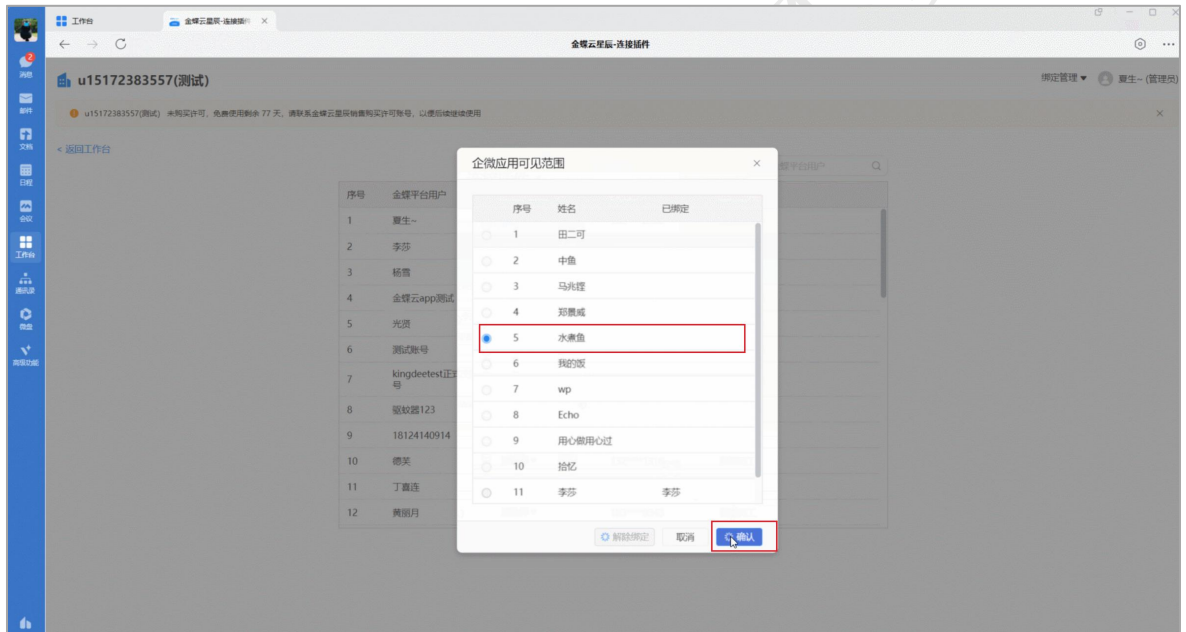 工作台
金蝶云星辰-连接插件
金蝶云星辰-连接插件
2
消息
邮件
文档
日程
会议
工作台
通讯录
微盘
高级功能
u15172383557(测试)
绑定管理
夏生~ (管理员)
u15172383557(测试) 未购买许可，免费使用剩余 77 天，请联系金蝶云星辰销售购买许可账号，以便后续继续使用
< 返回工作台
企微应用可见范围
蝶平台用户
序号 金蝶平台用户
1 夏生~
2 李莎
3 杨雪
4 金蝶云app测试
5 光贤
6 测试账号
7 kingdeetest正式
号
8 驱蚊器123
9 18124140914
10 德芙
11 丁嘉连
12 黄丽月
序号 姓名 已绑定
1 田二可
2 中鱼
3 马兆铿
4 郑景威
5 水煮鱼
6 我的饭
7 wp
8 Echo
9 用心做用心过
10 拾忆
11 李莎 李莎
解除绑定 取消 确认